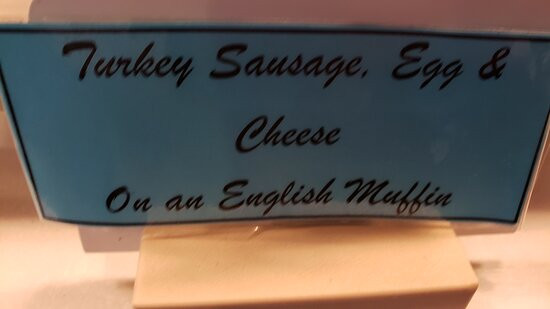 Turkey Sausage, Egg &
Cheese
On an English Muffin